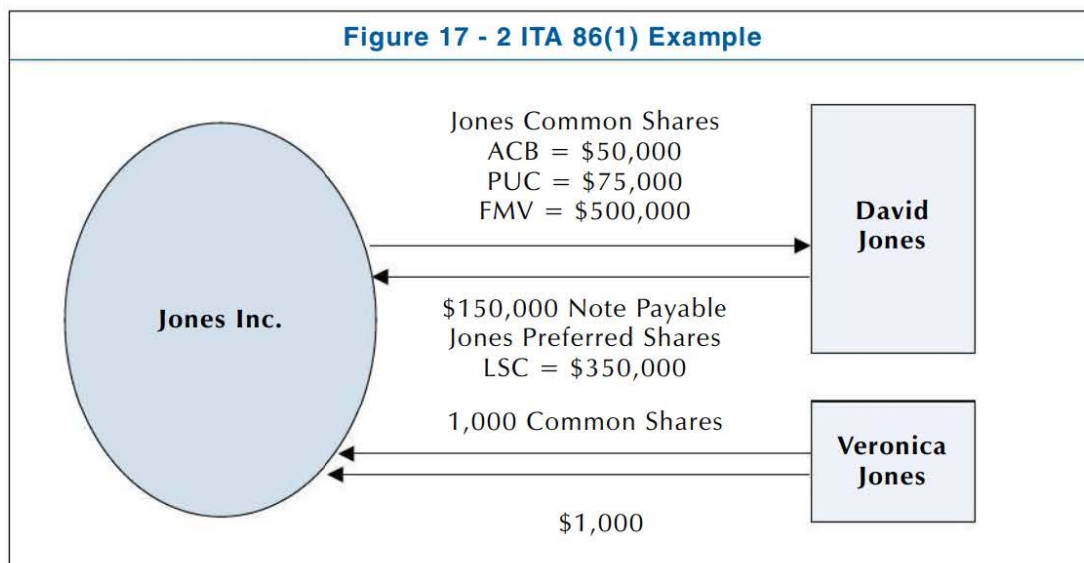 Figure 17 - 2 ITA 86(1) Example
Jones Common Shares
ACB = $50,000
PUC = $75,000
FMV = $500,000
David
Jones
Jones Inc.
$150,000 Note Payable
Jones Preferred Shares
LSC = $350,000
1,000 Common Shares
Veronica
Jones
$1,000